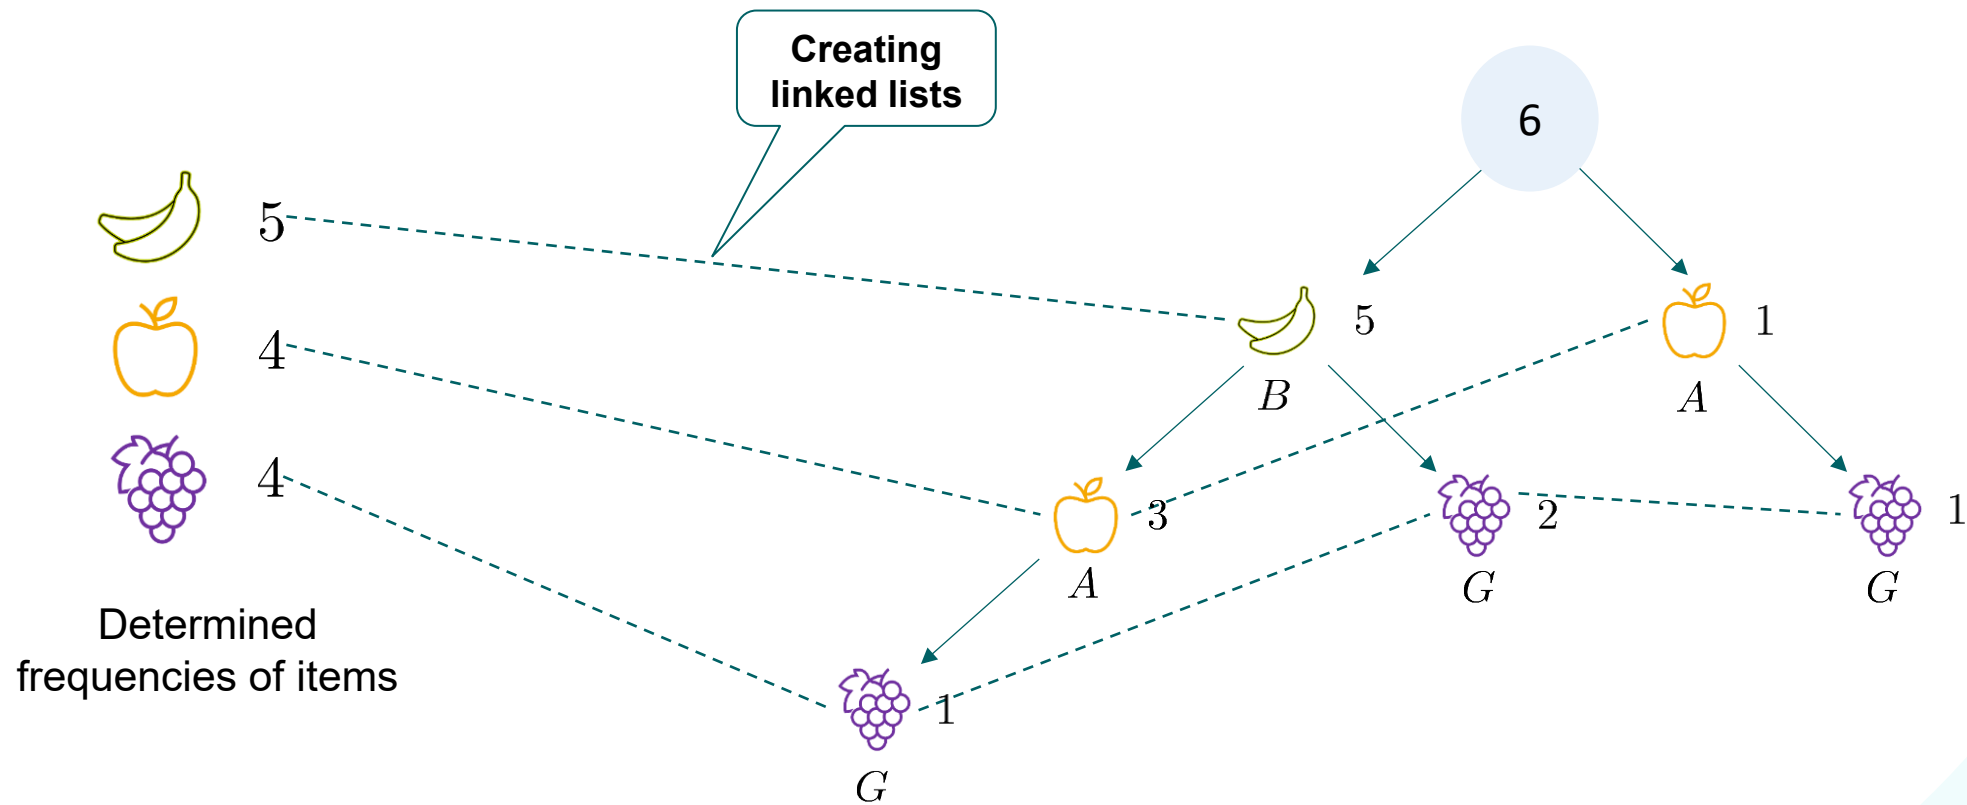 Creating
linked lists
6
5
5
1
B
A
4
4
3
2
1
A
G
G
Determined
frequencies of items
1
G